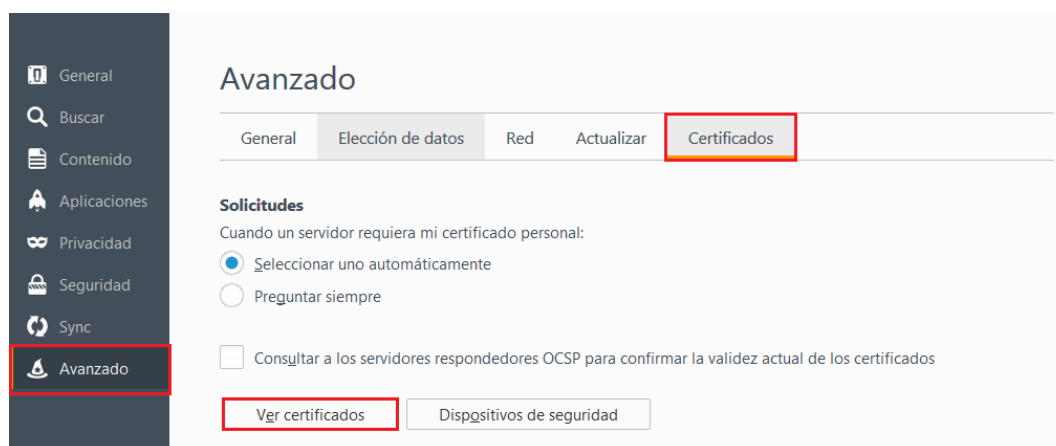 General
Buscar
Contenido
Aplicaciones
Privacidad
Seguridad
Sync
Avanzado
Avanzado
General Elección de datos Red Actualizar Certificados
Solicitudes
Cuando un servidor requiera mi certificado personal:
Seleccionar uno automáticamente
Preguntar siempre
Consultar a los servidores respondedores OCSP para confirmar la validez actual de los certificados
Ver certificados Dispositivos de seguridad